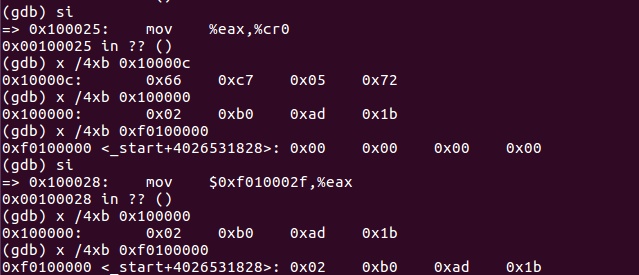 (gdb) si
=> 0x100025: mov %eax,%cr0
0x00100025 in ?? ()
(gdb) x /4xb 0x10000c
0x10000c: 0x66 0xc7 0x05 0x72
(gdb) x /4xb 0x100000
0x100000: 0x02 0xb0 0xad 0x1b
(gdb) x /4xb 0xf0100000
0xf0100000 <_start+4026531828>: 0x00 0x00 0x00 0x00
(gdb) si
=> 0x100028: mov $0xf010002f,%eax
0x00100028 in ?? ()
(gdb) x /4xb 0x100000
0x100000: 0x02 0xb0 0xad 0x1b
(gdb) x /4xb 0xf0100000
0xf0100000 <_start+4026531828>: 0x02 0xb0 0xad 0x1b